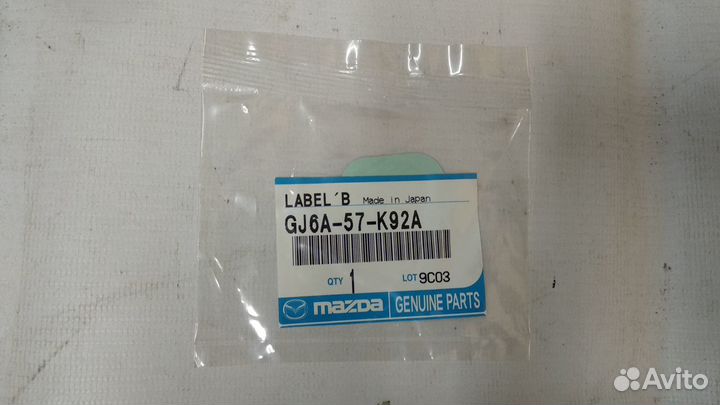 LABEL´B Made in Japan
GJ6A-57-K92A
QTY 1 LOT 9C03
mazda GENUINE PARTS
Avito